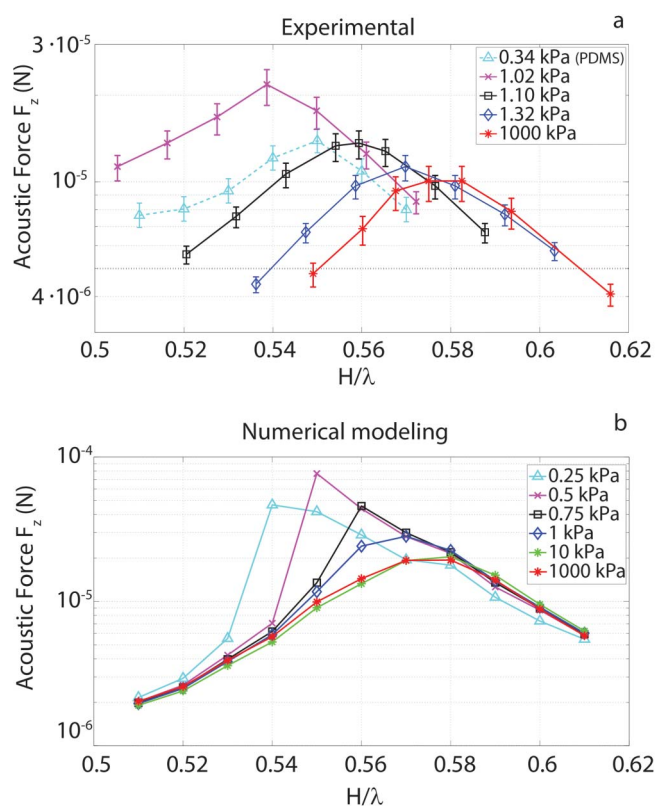 a
Experimental
3·10⁻⁵
10⁻⁵
4·10⁻⁶
Acoustic Force F_z (N)
0.34 kPa (PDMS)
1.02 kPa
1.10 kPa
1.32 kPa
1000 kPa
0.5 0.52 0.54 0.56 0.58 0.6 0.62
H/λ
b
Numerical modeling
10⁻⁴
10⁻⁵
10⁻⁶
Acoustic Force F_z (N)
0.25 kPa
0.5 kPa
0.75 kPa
1 kPa
10 kPa
1000 kPa
0.5 0.52 0.54 0.56 0.58 0.6 0.62
H/λ